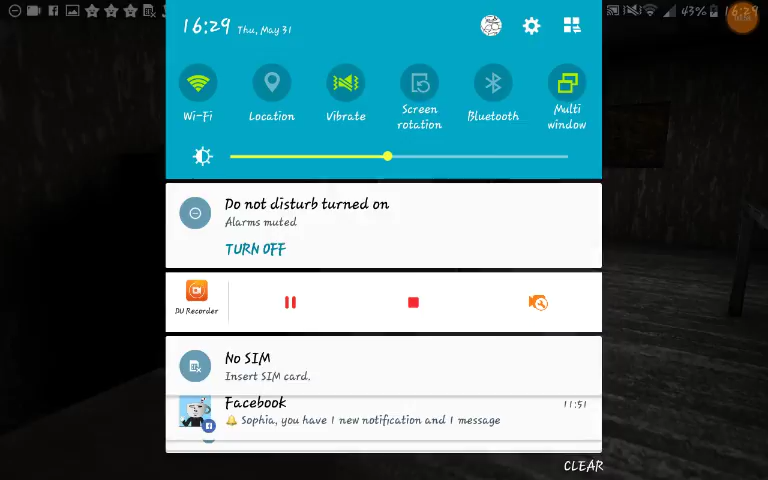 43% 16:29
16:29 Thu, May 31
Wi-Fi Location Vibrate Screen rotation Bluetooth Multi window
Do not disturb turned on
Alarms muted
TURN OFF
DU Recorder
No SIM
Insert SIM card.
Facebook 11:51
🔔 Sophia, you have 1 new notification and 1 message
CLEAR